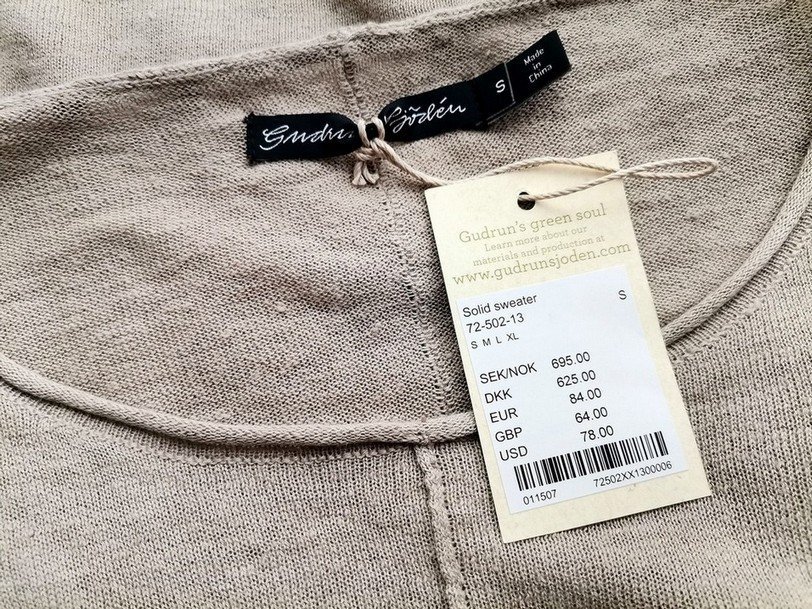 Gudrun Sjödén
S
Made
in
China
Gudrun's green soul
Learn more about our
materials and production at
www.gudrunsjoden.com
Solid sweater S
72-502-13
S M L XL
SEK/NOK 695.00
DKK 625.00
EUR 84.00
GBP 64.00
USD 78.00
011507 72502XX1300006